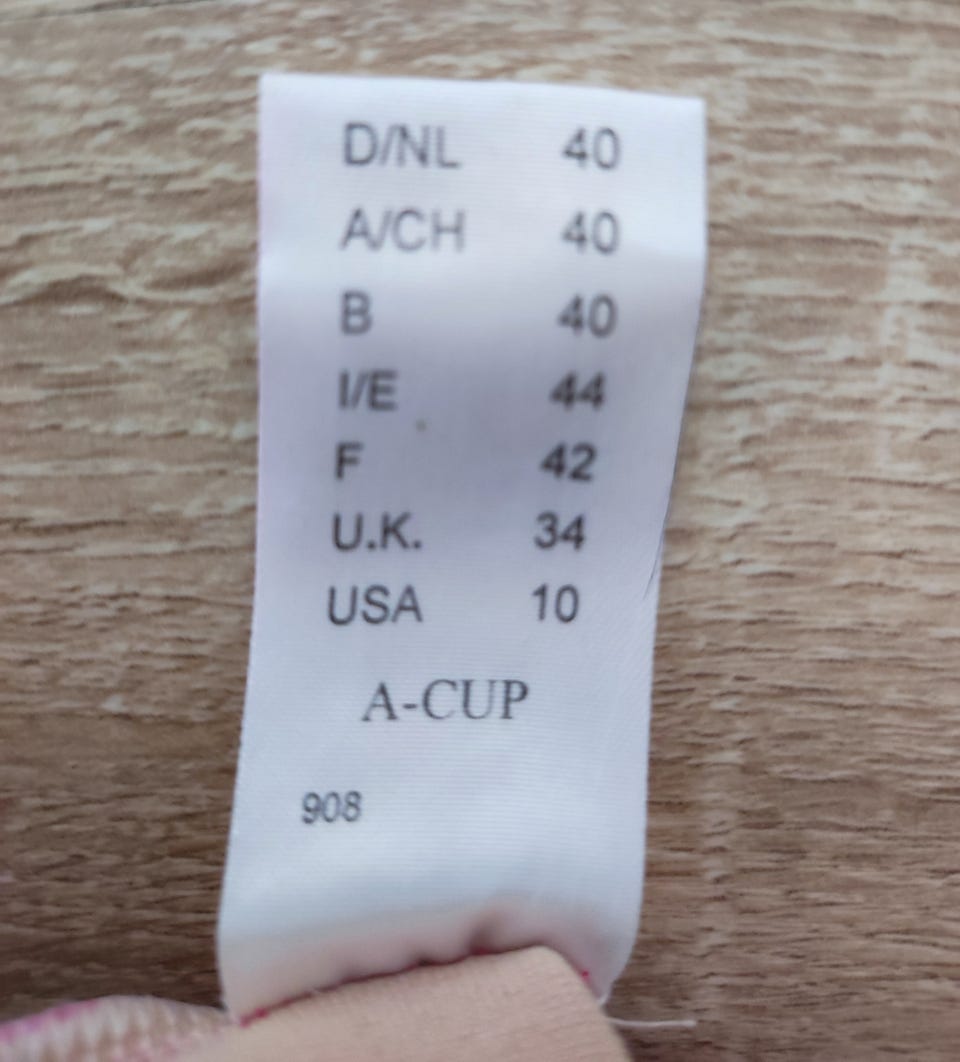 D/NL 40
A/CH 40
B 40
I/E 44
F 42
U.K. 34
USA 10
A-CUP
908